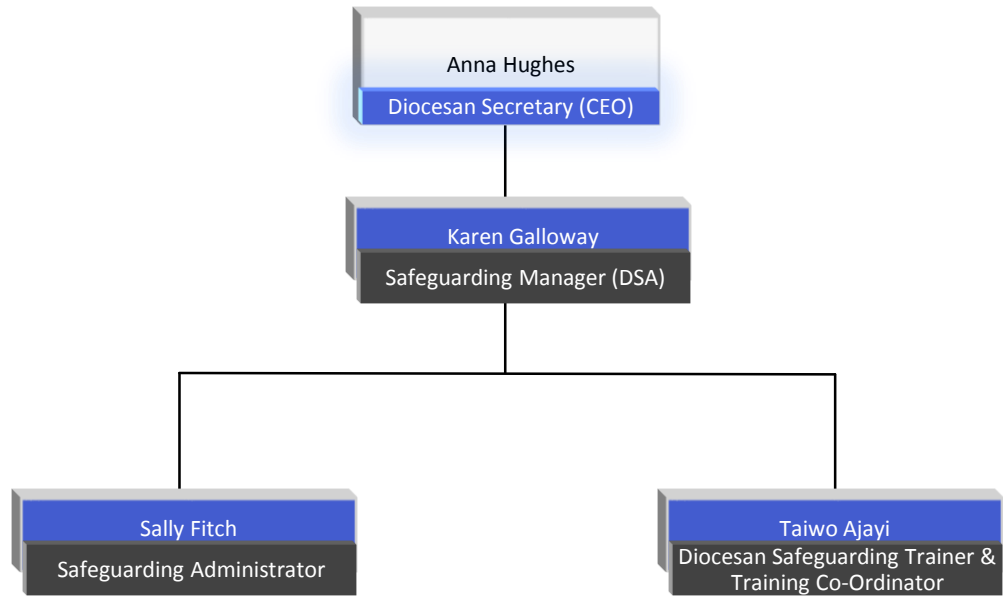 Anna Hughes
Diocesan Secretary (CEO)
Karen Galloway
Safeguarding Manager (DSA)
Sally Fitch
Safeguarding Administrator
Taiwo Ajayi
Diocesan Safeguarding Trainer &
Training Co-Ordinator